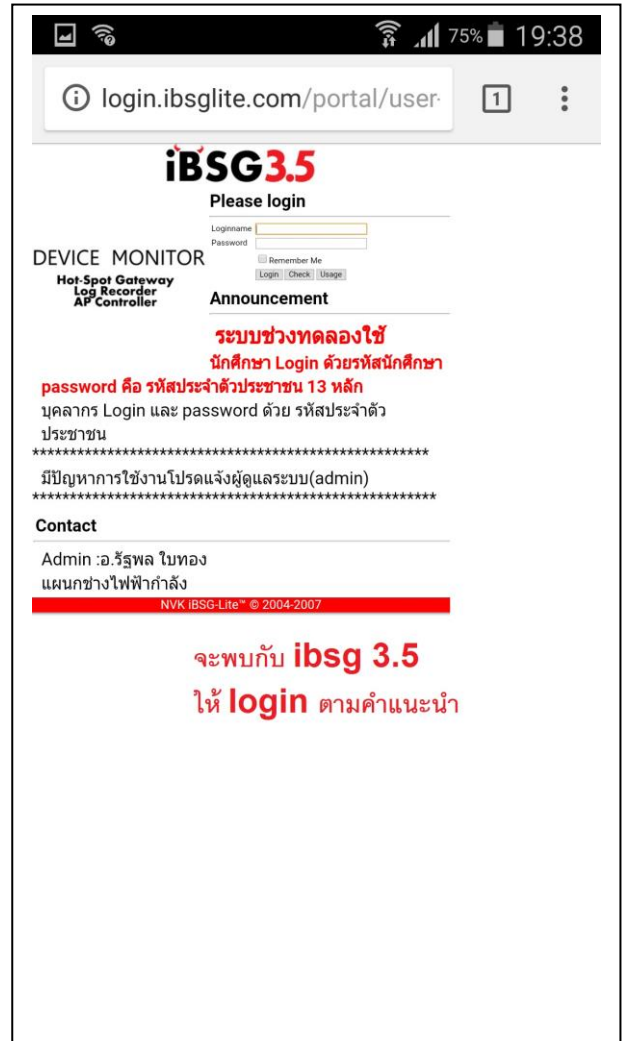 75% 19:38
login.ibsglite.com/portal/user- 1
iBSG3.5
Please login
Loginname
Password
Remember Me
Login Check Usage
DEVICE MONITOR
Hot-Spot Gateway
Log Recorder
AP Controller
Announcement
ระบบช่วงทดลองใช้
นักศึกษา Login ด้วยรหัสนักศึกษา
password คือ รหัสประจำตัวประชาชน 13 หลัก
บุคลากร Login และ password ด้วย รหัสประจำตัว
ประชาชน
*****************************************************
มีปัญหาการใช้งานโปรดแจ้งผู้ดูแลระบบ(admin)
******************************************************
Contact
Admin :อ.รัฐพล ใบทอง
แผนกช่างไฟฟ้ากำลัง
NVK iBSG-Lite™ © 2004-2007
จะพบกับ ibsg 3.5
ให้ login ตามคำแนะนำ